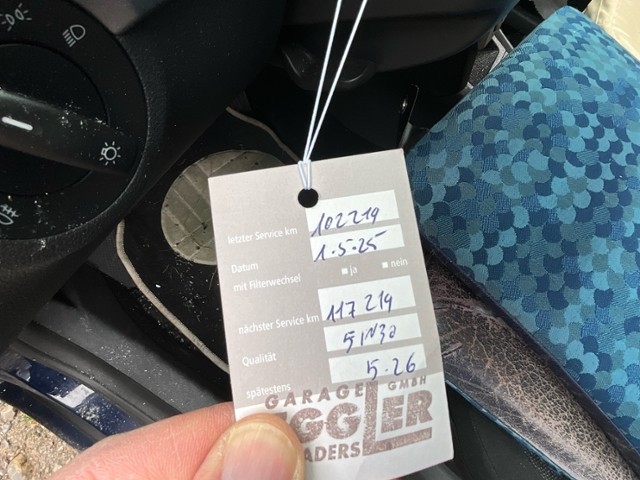 letzter Service km 102219
Datum 1.5.25
mit Filterwechsel ja nein
nächster Service km 117219
Qualität 5W30
spätestens 5.26
GARAGE GMBH
GGLER
ADERS